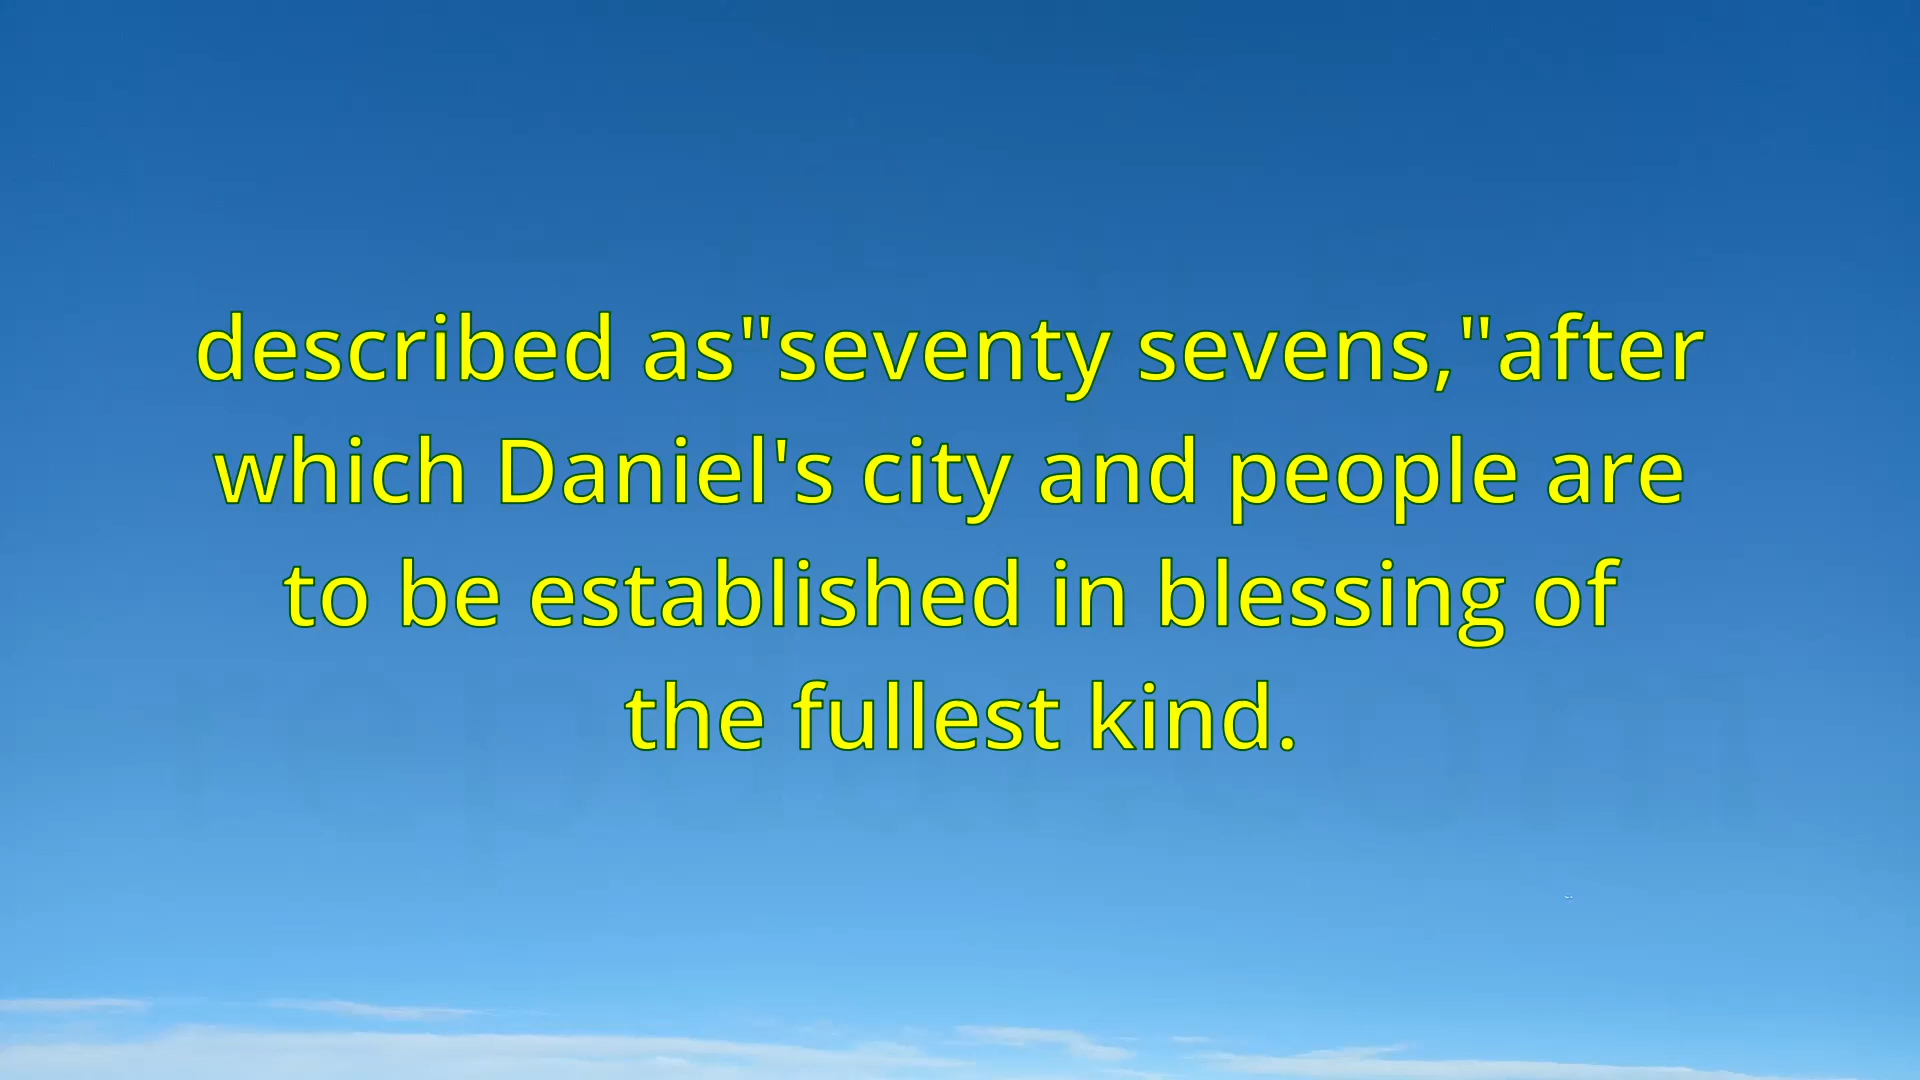 described as"seventy sevens,"after
which Daniel's city and people are
to be established in blessing of
the fullest kind.